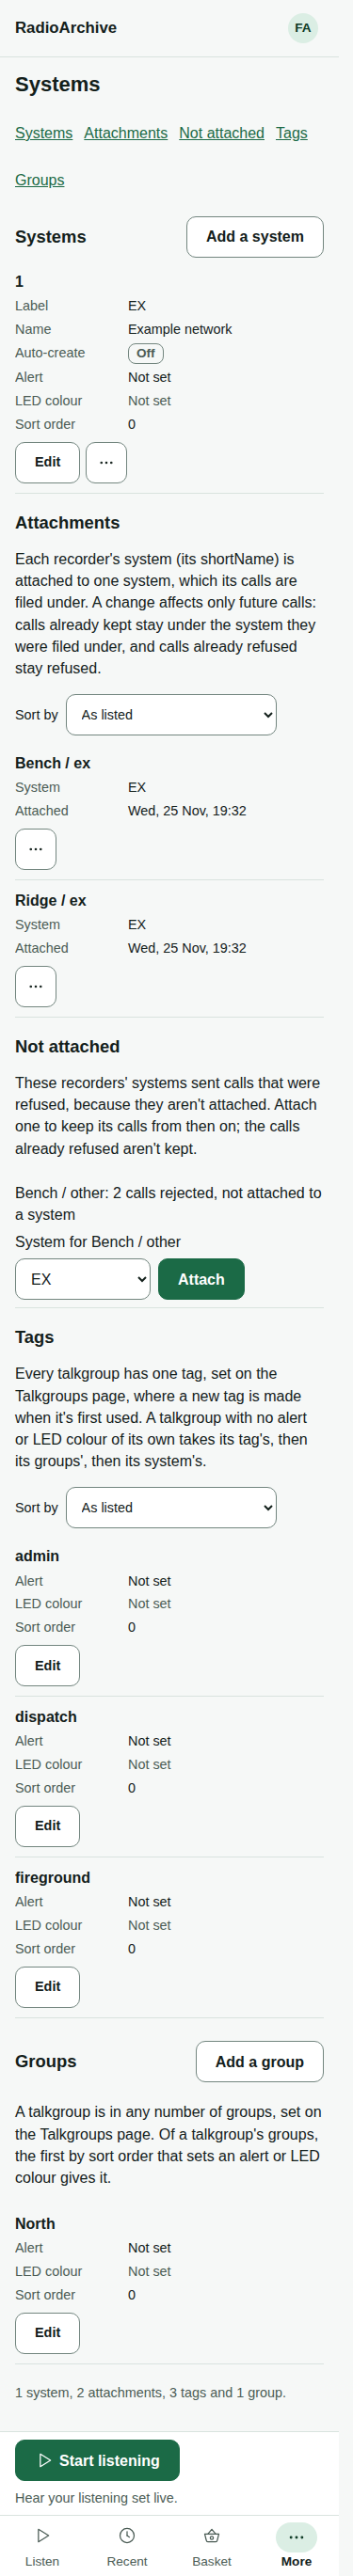 RadioArchive
FA
Systems
Systems Attachments Not attached Tags
Groups
Systems
Add a system
1
Label EX
Name Example network
Auto-create Off
Alert Not set
LED colour Not set
Sort order 0
Edit ...
Attachments
Each recorder's system (its shortName) is
attached to one system, which its calls are
filed under. A change affects only future calls:
calls already kept stay under the system they
were filed under, and calls already refused
stay refused.
Sort by As listed
Bench / ex
System EX
Attached Wed, 25 Nov, 19:32
...
Ridge / ex
System EX
Attached Wed, 25 Nov, 19:32
...
Not attached
These recorders' systems sent calls that were
refused, because they aren't attached. Attach
one to keep its calls from then on; the calls
already refused aren't kept.
Bench / other: 2 calls rejected, not attached to
a system
System for Bench / other
EX Attach
Tags
Every talkgroup has one tag, set on the
Talkgroups page, where a new tag is made
when it's first used. A talkgroup with no alert
or LED colour of its own takes its tag's, then
its groups', then its system's.
Sort by As listed
admin
Alert Not set
LED colour Not set
Sort order 0
Edit
dispatch
Alert Not set
LED colour Not set
Sort order 0
Edit
fireground
Alert Not set
LED colour Not set
Sort order 0
Edit
Groups
Add a group
A talkgroup is in any number of groups, set on
the Talkgroups page. Of a talkgroup's groups,
the first by sort order that sets an alert or LED
colour gives it.
North
Alert Not set
LED colour Not set
Sort order 0
Edit
1 system, 2 attachments, 3 tags and 1 group.
Start listening
Hear your listening set live.
Listen Recent Basket More